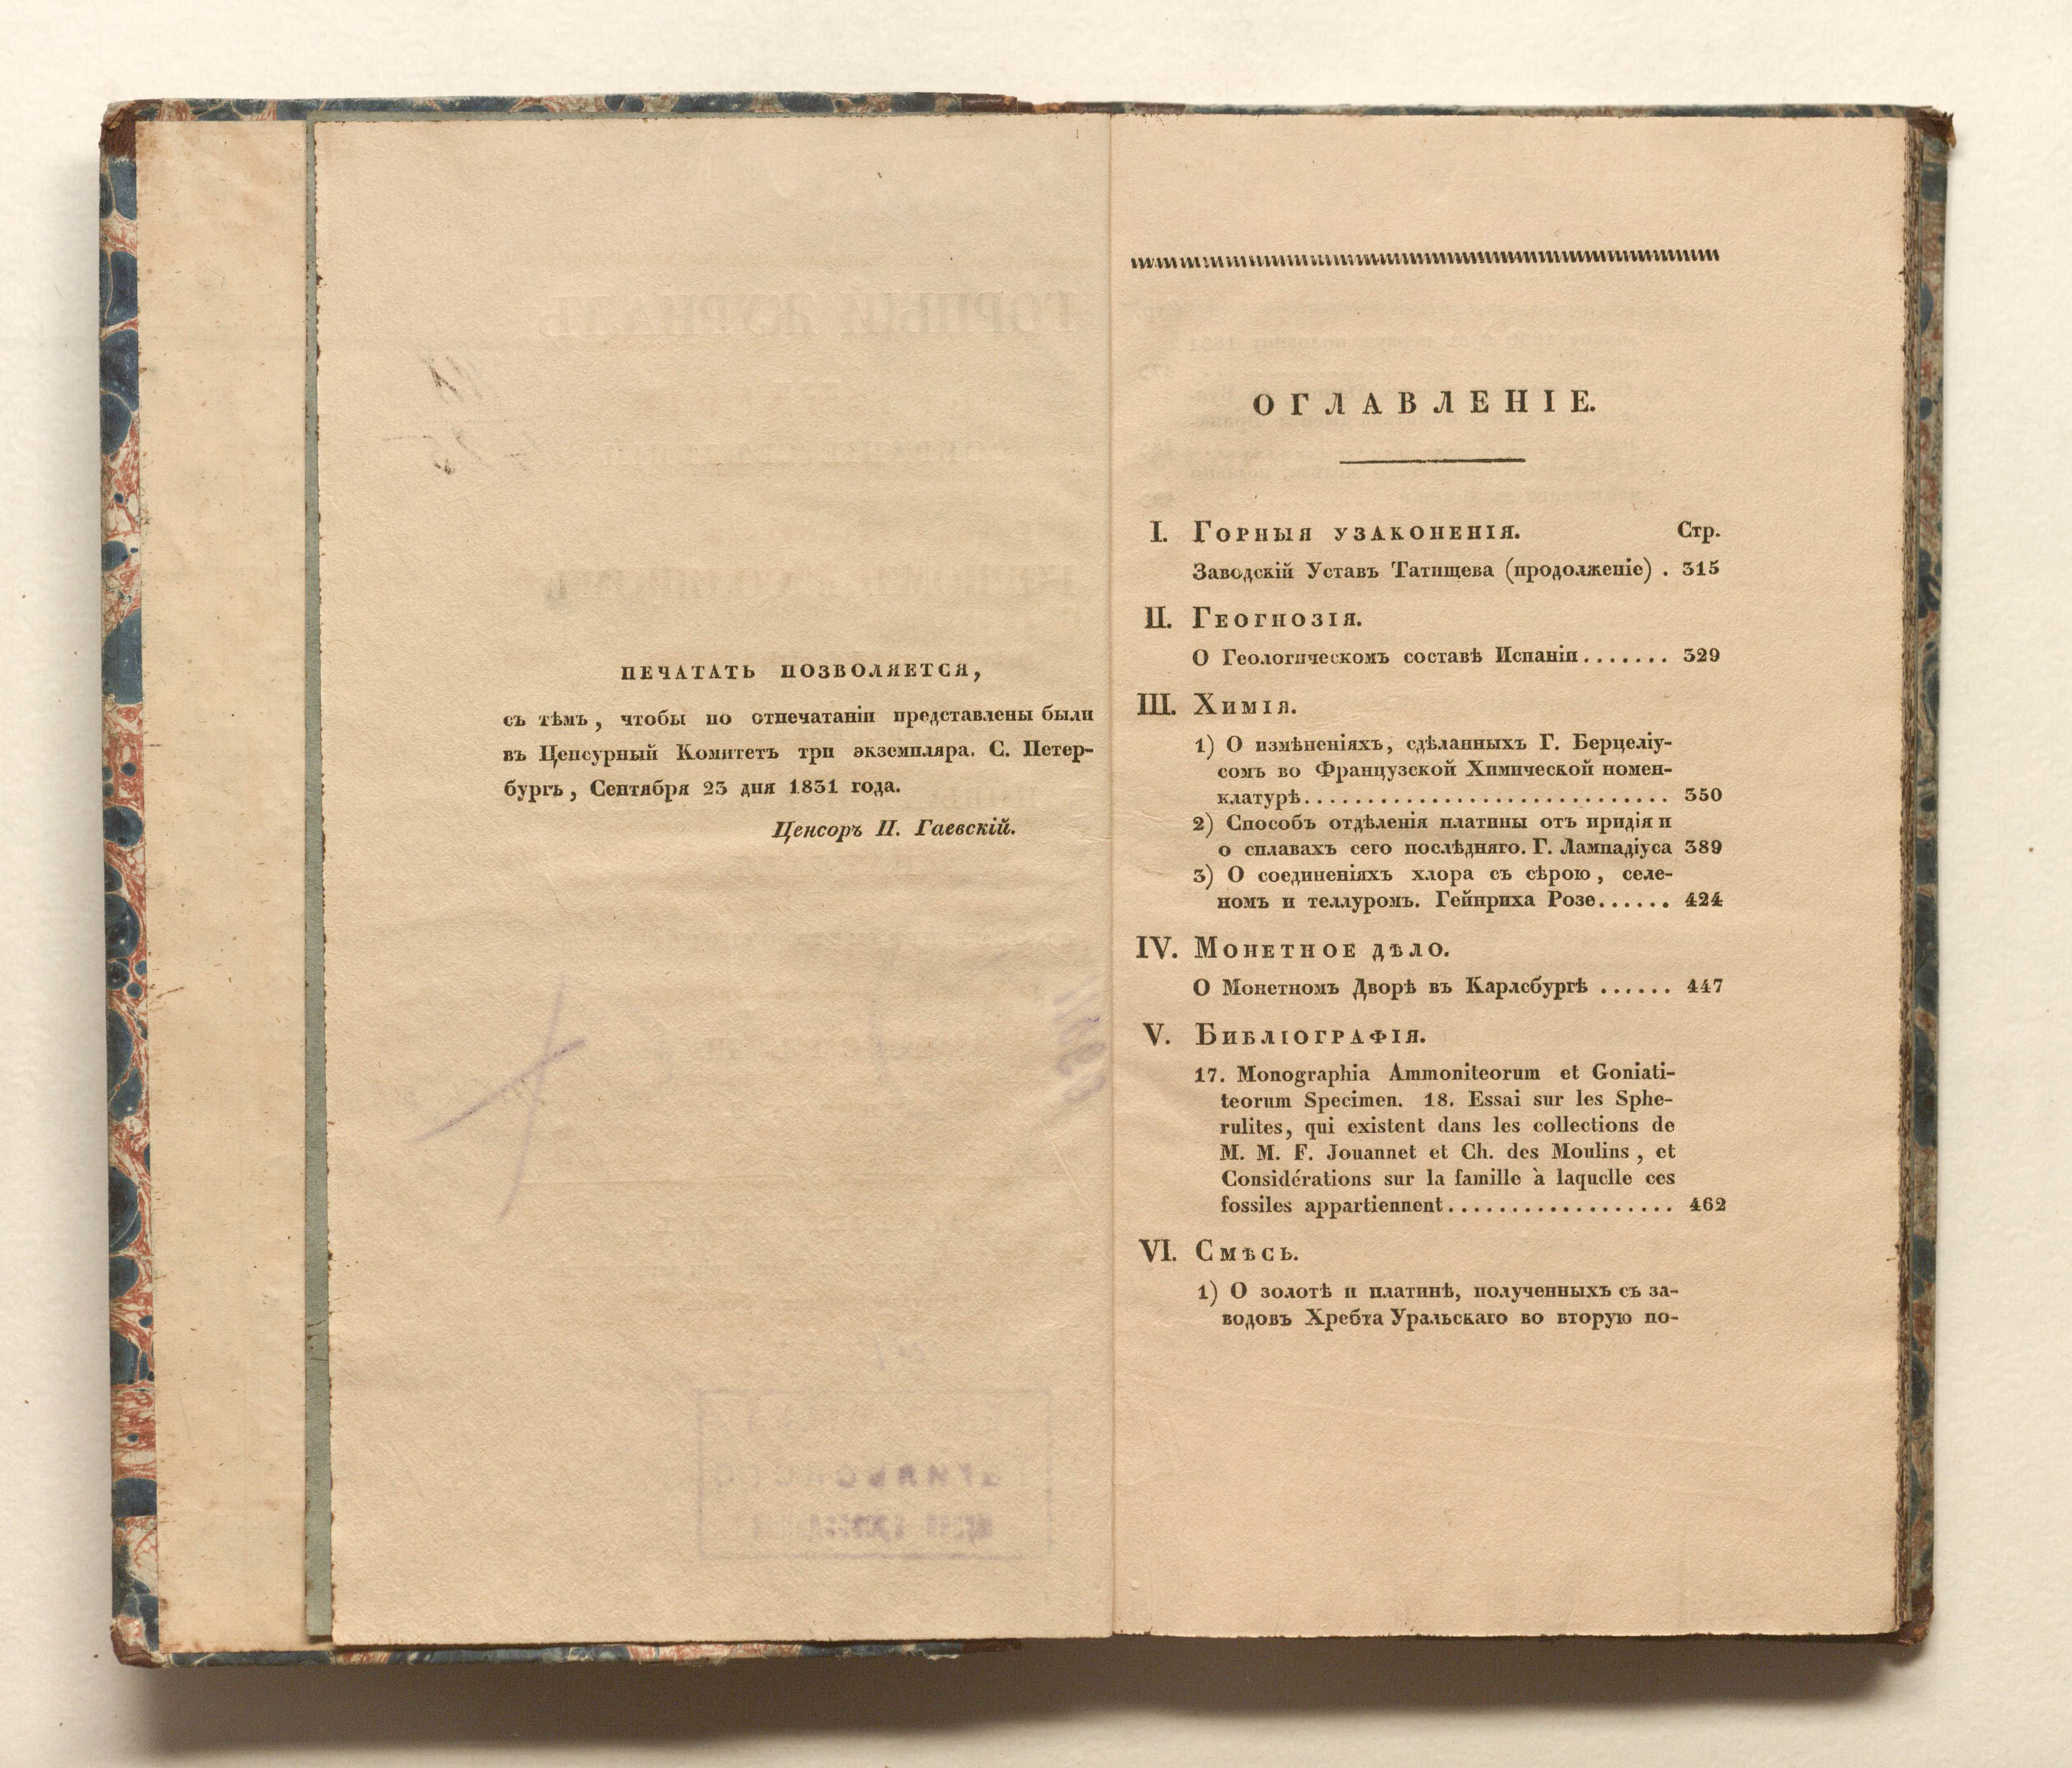 ПЕЧАТАТЬ ПОЗВОЛЯЕТСЯ,
съ тѣмъ, чтобы по отпечатаніи представлены были
въ Ценсурный Комитетъ три экземпляра. С. Петер-
бургъ, Сентября 23 дня 1831 года.
Ценсоръ П. Гаевскій.
ОГЛАВЛЕНІЕ.
I. Горныя узаконенія. Стр.
Заводскій Уставъ Татищева (продолженіе) . 315
II. Геогнозія.
О Геологическомъ составѣ Испаніи....... 329
III. Химія.
1) О измѣненіяхъ, сдѣланныхъ Г. Берцеліу-
сомъ во Французской Химической номен-
клатурѣ............................. 350
2) Способъ отдѣленія платины отъ иридія и
о сплавахъ сего послѣдняго. Г. Лампадіуса 389
3) О соединеніяхъ хлора съ сѣрою, селе-
номъ и теллуромъ. Гейнриха Розе...... 424
IV. Монетное дѣло.
О Монетномъ Дворѣ въ Карлсбургѣ ...... 447
V. Библіографія.
17. Monographia Ammoniteorum et Goniati-
teorum Specimen. 18. Essai sur les Sphe-
rulites, qui existent dans les collections de
M. M. F. Jouannet et Ch. des Moulins, et
Considérations sur la famille à laquelle ces
fossiles appartiennent.................. 462
VI. Смѣсь.
1) О золотѣ и платинѣ, полученныхъ съ за-
водовъ Хребта Уральскаго во вторую по-